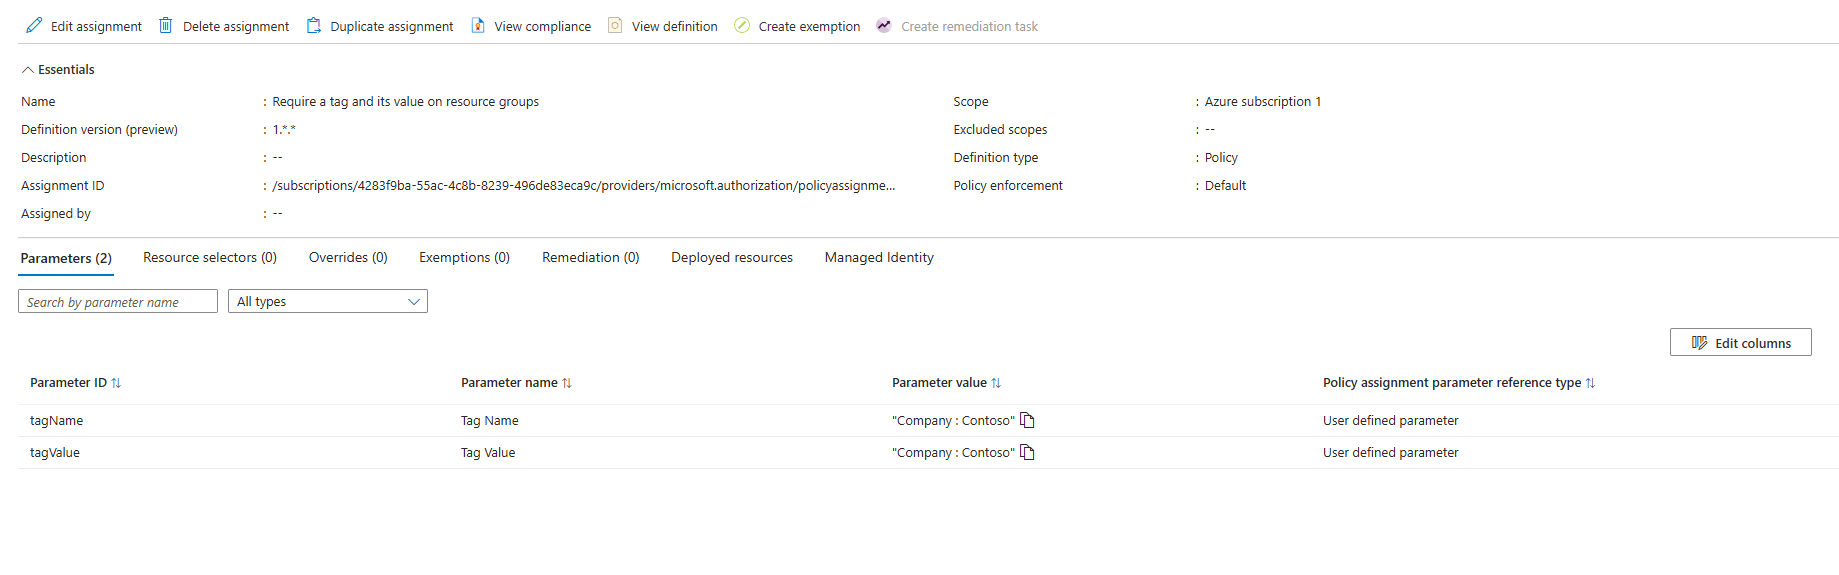 Edit assignment Delete assignment Duplicate assignment View compliance View definition Create exemption Create remediation task
Essentials
Name : Require a tag and its value on resource groups Scope : Azure subscription 1
Definition version (preview) : 1.*.* Excluded scopes : --
Description : -- Definition type : Policy
Assignment ID : /subscriptions/4283f9ba-55ac-4c8b-8239-496de83eca9c/providers/microsoft.authorization/policyassignme... Policy enforcement : Default
Assigned by : --
Parameters (2) Resource selectors (0) Overrides (0) Exemptions (0) Remediation (0) Deployed resources Managed Identity
Search by parameter name All types
Edit columns
Parameter ID Parameter name Parameter value Policy assignment parameter reference type
tagName Tag Name "Company : Contoso" User defined parameter
tagValue Tag Value "Company : Contoso" User defined parameter